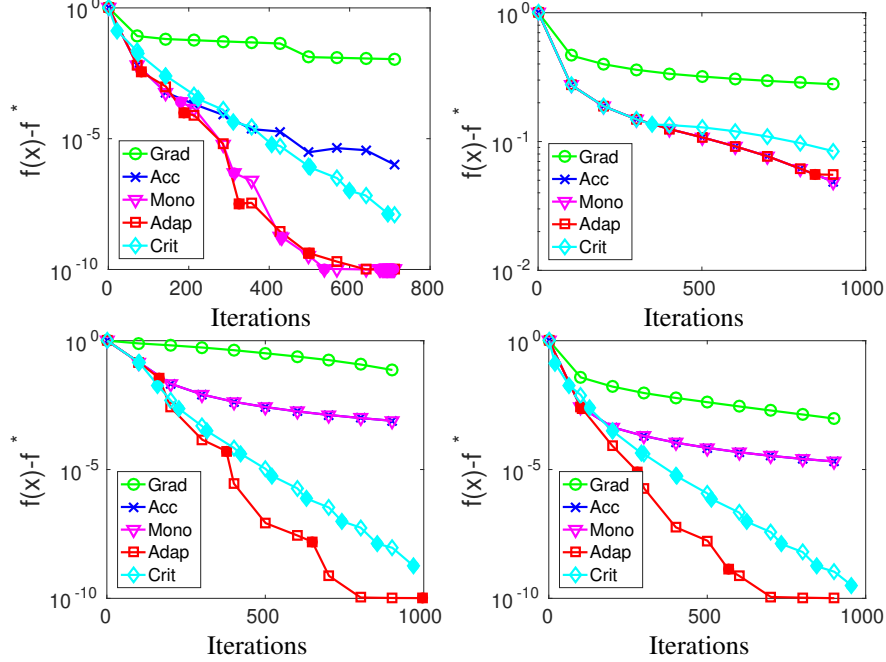 10^0
10^-5
10^-10
f(x)-f^*
Grad
Acc
Mono
Adap
Crit
0 200 400 600 800
Iterations
10^0
10^-1
10^-2
f(x)-f^*
Grad
Acc
Mono
Adap
Crit
0 500 1000
Iterations
10^0
10^-5
10^-10
f(x)-f^*
Grad
Acc
Mono
Adap
Crit
0 500 1000
Iterations
10^0
10^-5
10^-10
f(x)-f^*
Grad
Acc
Mono
Adap
Crit
0 500 1000
Iterations